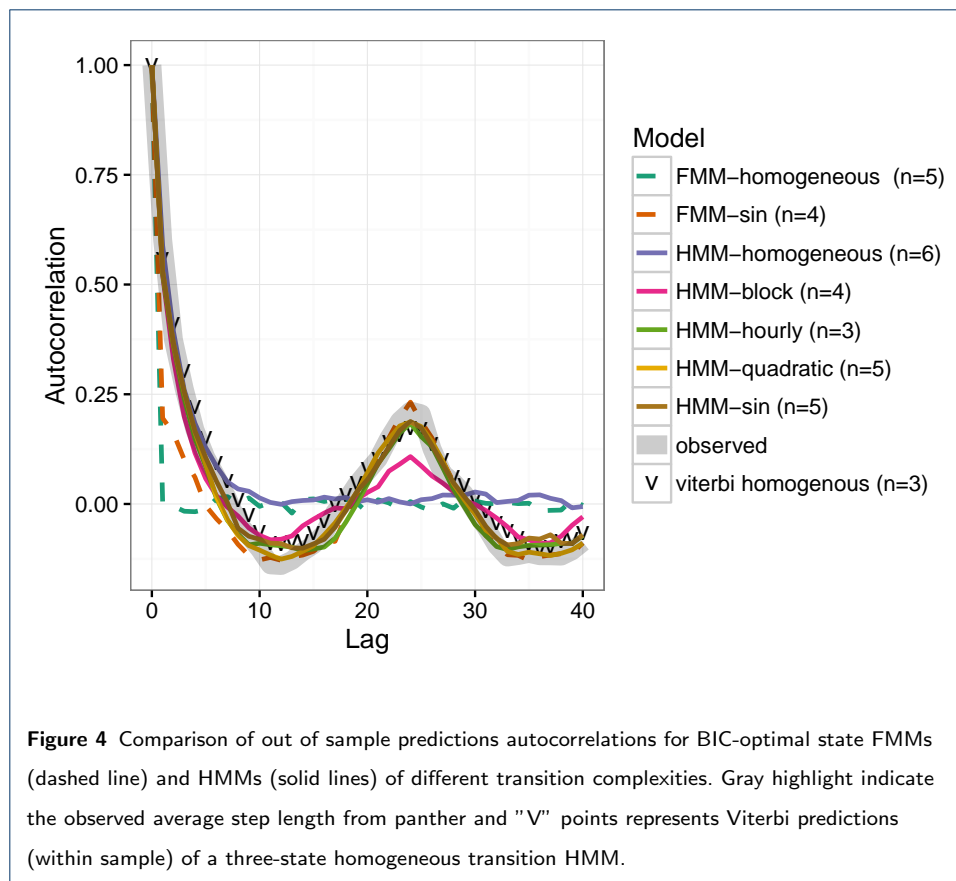 1.00
0.75
0.50
0.25
0.00
Autocorrelation
0 10 20 30 40
Lag
V
Model
FMM−homogeneous (n=5)
FMM−sin (n=4)
HMM−homogeneous (n=6)
HMM−block (n=4)
HMM−hourly (n=3)
HMM−quadratic (n=5)
HMM−sin (n=5)
observed
V viterbi homogenous (n=3)
Figure 4 Comparison of out of sample predictions autocorrelations for BIC-optimal state FMMs
(dashed line) and HMMs (solid lines) of different transition complexities. Gray highlight indicate
the observed average step length from panther and "V" points represents Viterbi predictions
(within sample) of a three-state homogeneous transition HMM.